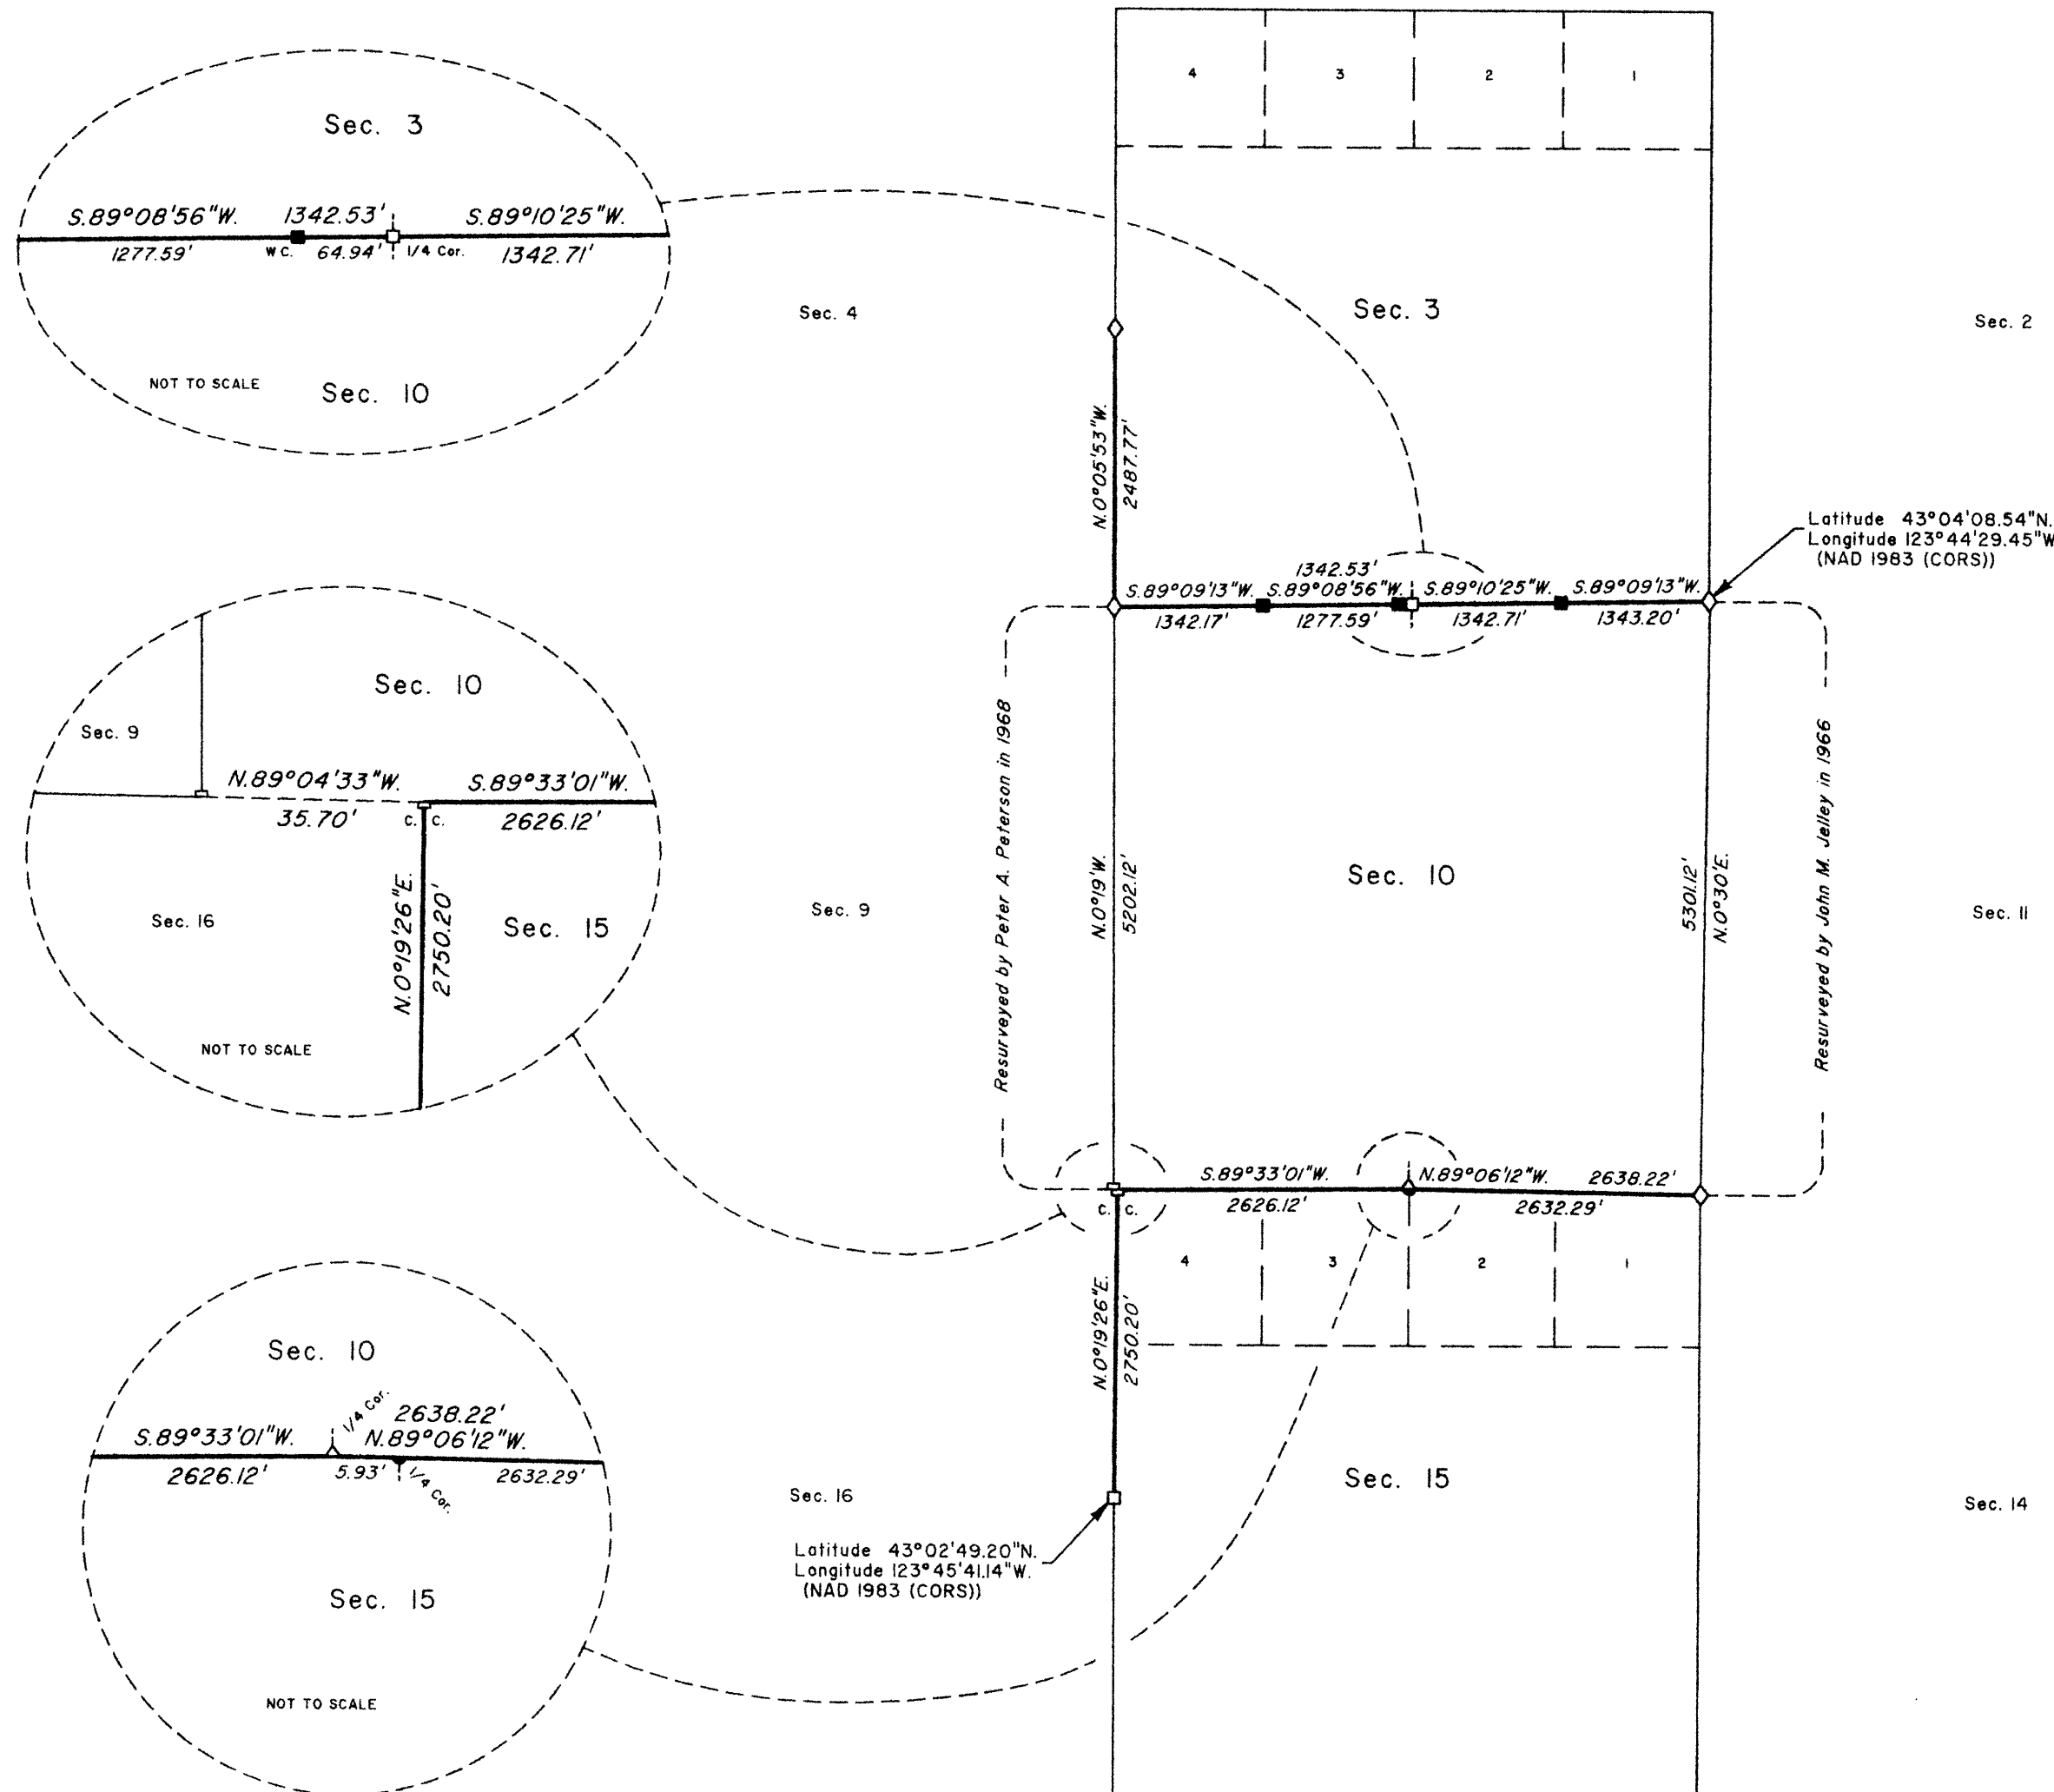 4
3
2
1
Sec. 3
S.89°08'56"W.
1342.53'
S.89°10'25"W.
1277.59'
W C.
64.94'
1/4 Cor.
1342.71'
NOT TO SCALE
Sec. 10
Sec. 4
Sec. 3
Sec. 2
N.0°05'53"W.
2487.77'
Latitude 43°04'08.54"N.
Longitude 123°44'29.45"W
(NAD 1983 (CORS))
1342.53'
S.89°09'13"W.
S.89°08'56"W.
S.89°10'25"W.
S.89°09'13"W.
1342.17'
1277.59'
1342.71'
1343.20'
Sec. 10
Sec. 9
N.89°04'33"W.
S.89°33'01"W.
35.70'
C. C.
2626.12'
N.0°19'26"E.
2750.20'
Sec. 16
Sec. 15
NOT TO SCALE
Sec. 9
Resurveyed by Peter A. Peterson in 1968
N.0°19'W.
5202.12'
Sec. 10
5301.12'
N.0°30'E.
Resurveyed by John M. Jelley in 1966
Sec. 11
S.89°33'01"W.
N.89°06'12"W.
2638.22'
C. C.
2626.12'
2632.29'
4
3
2
1
N.0°19'26"E.
2750.20'
Sec. 10
1/4 Cor.
2638.22'
S.89°33'01"W.
N.89°06'12"W.
2626.12'
5.93'
1/4 Cor.
2632.29'
Sec. 15
NOT TO SCALE
Sec. 16
Sec. 15
Sec. 14
Latitude 43°02'49.20"N.
Longitude 123°45'41.14"W.
(NAD 1983 (CORS))